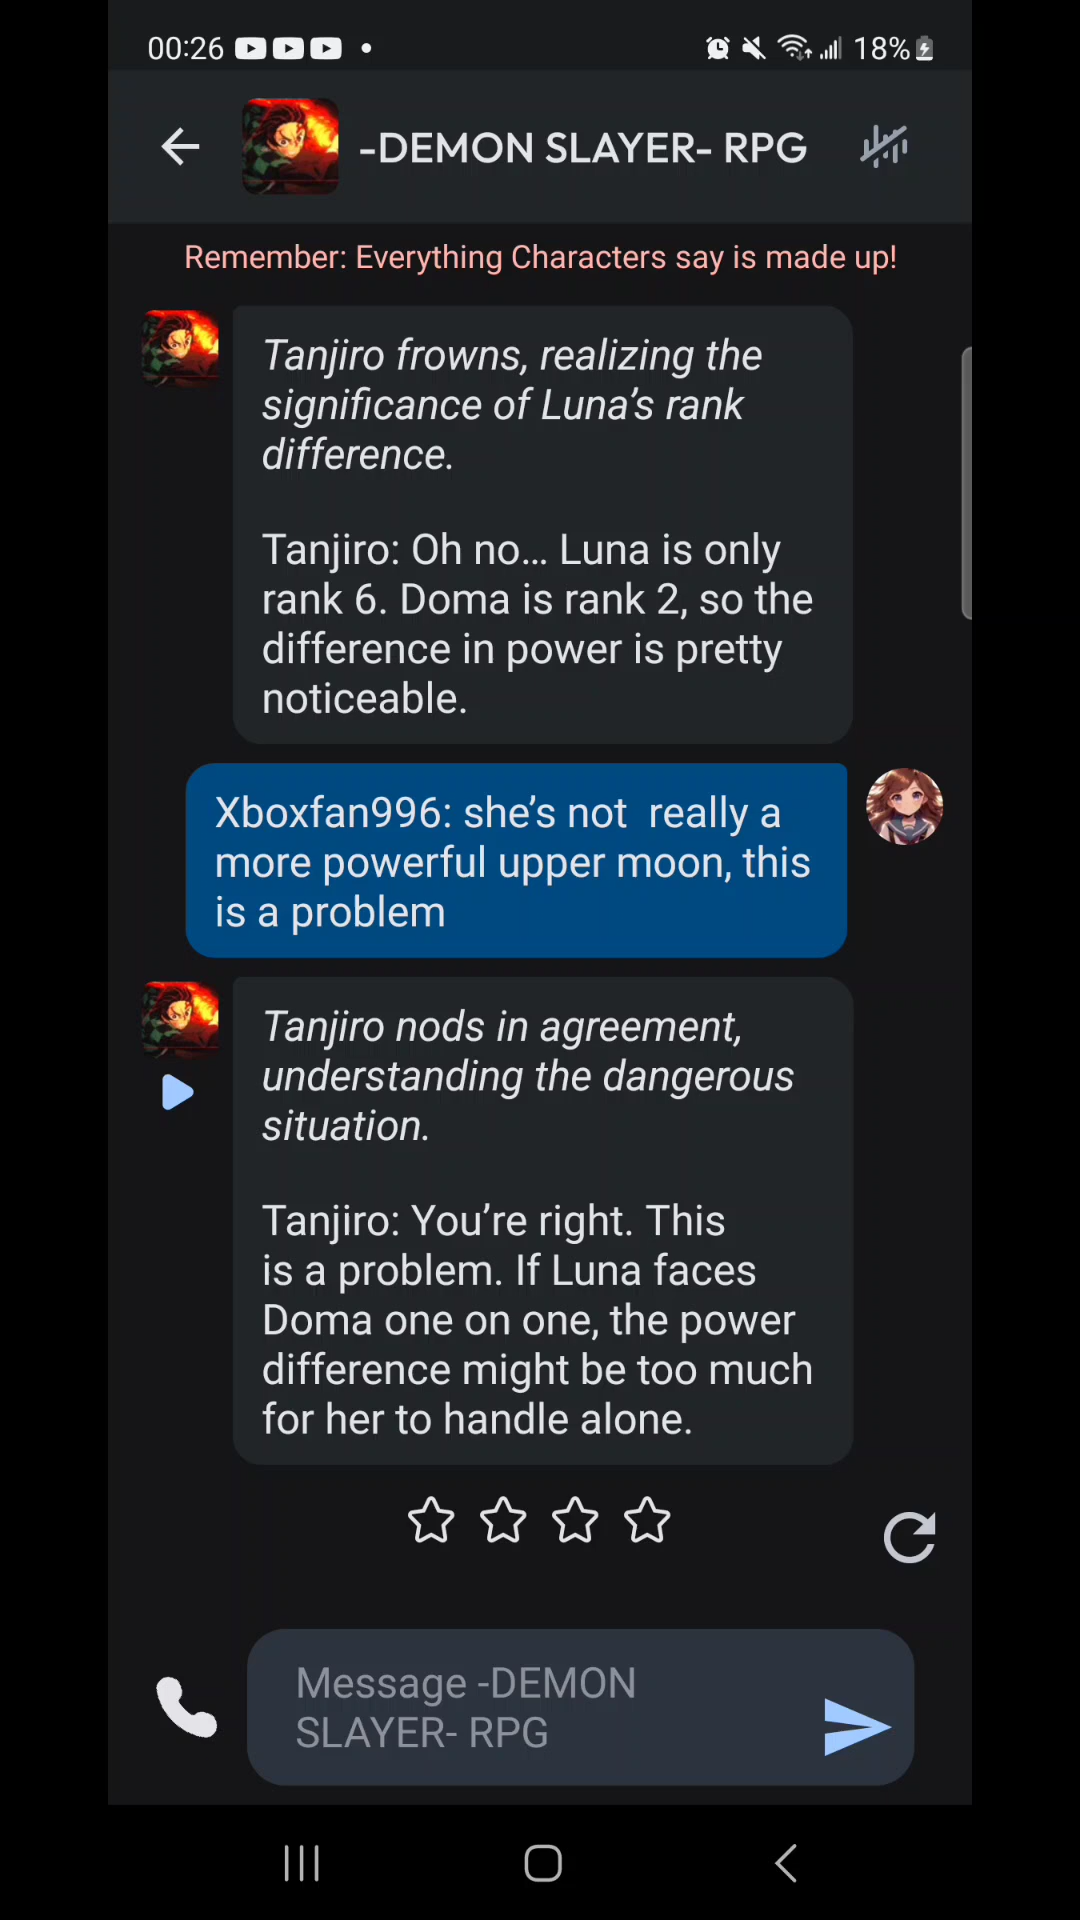 00:26
18%
-DEMON SLAYER- RPG
Remember: Everything Characters say is made up!
Tanjiro frowns, realizing the
significance of Luna’s rank
difference.
Tanjiro: Oh no... Luna is only
rank 6. Doma is rank 2, so the
difference in power is pretty
noticeable.
Xboxfan996: she’s not  really a
more powerful upper moon, this
is a problem
Tanjiro nods in agreement,
understanding the dangerous
situation.
Tanjiro: You’re right. This
is a problem. If Luna faces
Doma one on one, the power
difference might be too much
for her to handle alone.
Message -DEMON
SLAYER- RPG